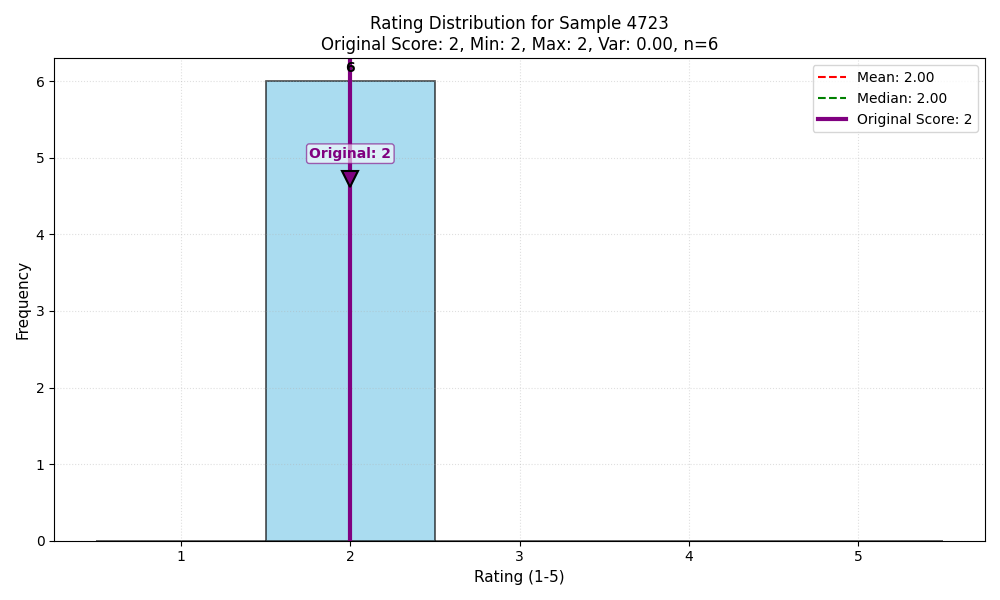 Rating Distribution for Sample 4723
Original Score: 2, Min: 2, Max: 2, Var: 0.00, n=6
Mean: 2.00
Median: 2.00
Original Score: 2
6
Original: 2
Frequency
6
5
4
3
2
1
0
1 2 3 4 5
Rating (1-5)